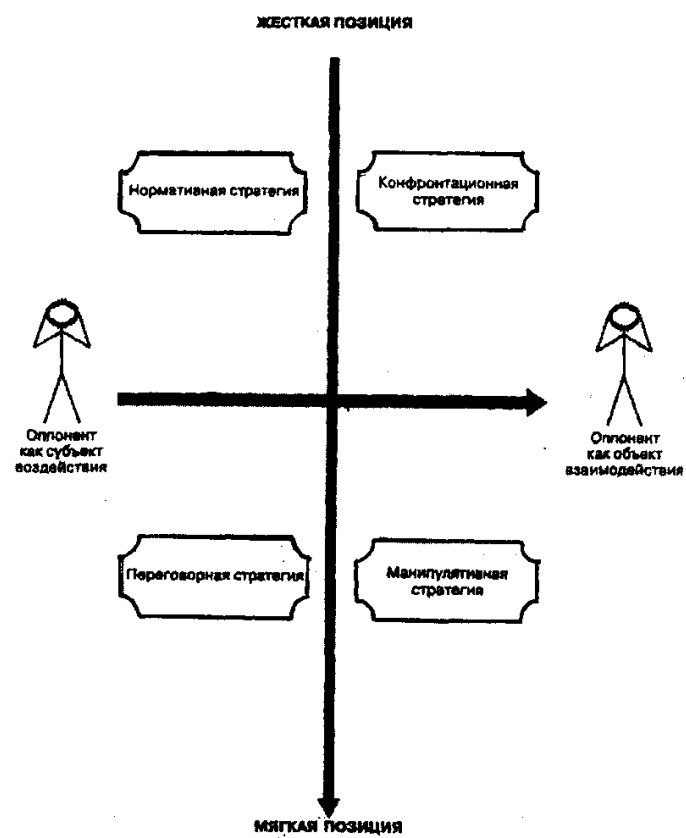 ЖЕСТКАЯ ПОЗИЦИЯ
Нормативная стратегия
Конфронтационная
стратегия
Оппонент
как субъект
воздействия
Оппонент
как объект
взаимодействия
Переговорная стратегия
Манипулятивная
стратегия
МЯГКАЯ ПОЗИЦИЯ